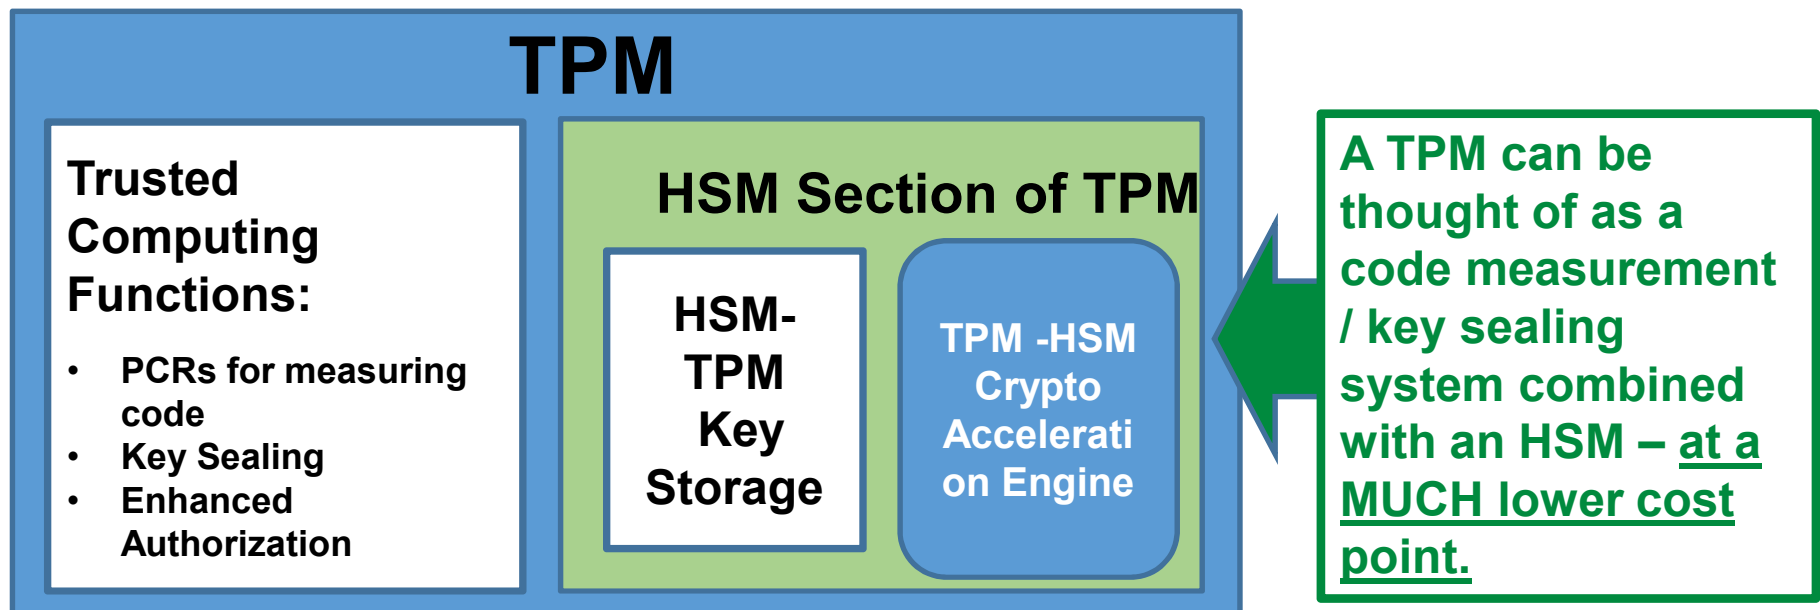 TPM
Trusted
Computing
Functions:
• PCRs for measuring
code
• Key Sealing
• Enhanced
Authorization
HSM Section of TPM
HSM-
TPM
Key
Storage
TPM -HSM
Crypto
Accelerati
on Engine
A TPM can be
thought of as a
code measurement
/ key sealing
system combined
with an HSM – at a
MUCH lower cost
point.